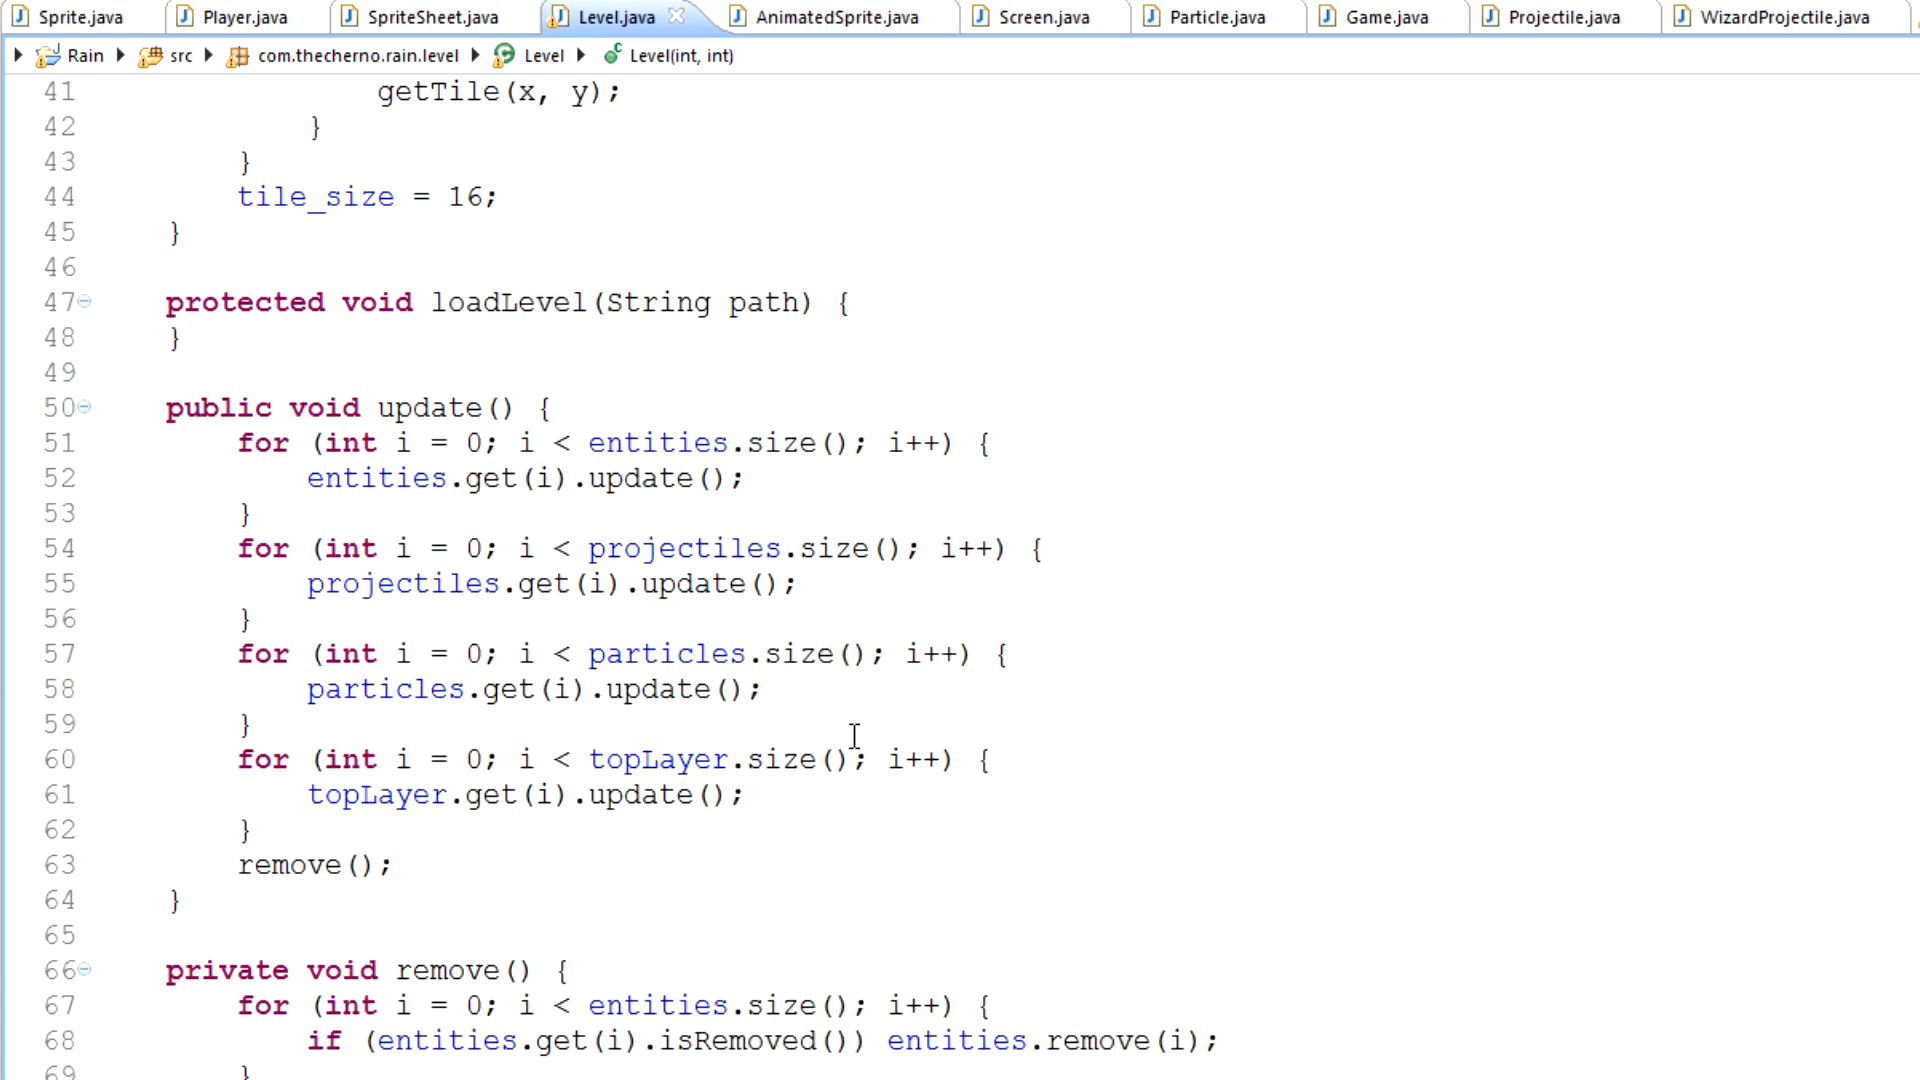 Sprite.java Player.java SpriteSheet.java Level.java AnimatedSprite.java Screen.java Particle.java Game.java Projectile.java WizardProjectile.java
Rain src com.thecherno.rain.level Level Level(int, int)
41 getTile(x, y);
42 }
43 }
44 tile_size = 16;
45 }
46
47 protected void loadLevel(String path) {
48 }
49
50 public void update() {
51 for (int i = 0; i < entities.size(); i++) {
52 entities.get(i).update();
53 }
54 for (int i = 0; i < projectiles.size(); i++) {
55 projectiles.get(i).update();
56 }
57 for (int i = 0; i < particles.size(); i++) {
58 particles.get(i).update();
59 }
60 for (int i = 0; i < topLayer.size(); i++) {
61 topLayer.get(i).update();
62 }
63 remove();
64 }
65
66 private void remove() {
67 for (int i = 0; i < entities.size(); i++) {
68 if (entities.get(i).isRemoved()) entities.remove(i);
69 }